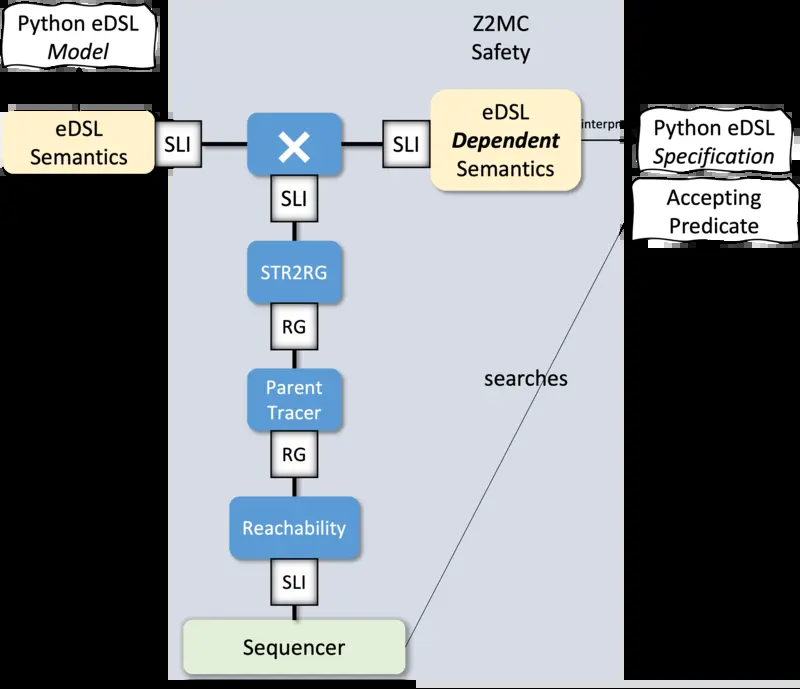 Python eDSL
Model
Z2MC
Safety
eDSL
Semantics
SLI
SLI
eDSL
Dependent
Semantics
interpr
Python eDSL
Specification
Accepting
Predicate
SLI
STR2RG
RG
Parent
Tracer
searches
RG
Reachability
SLI
Sequencer